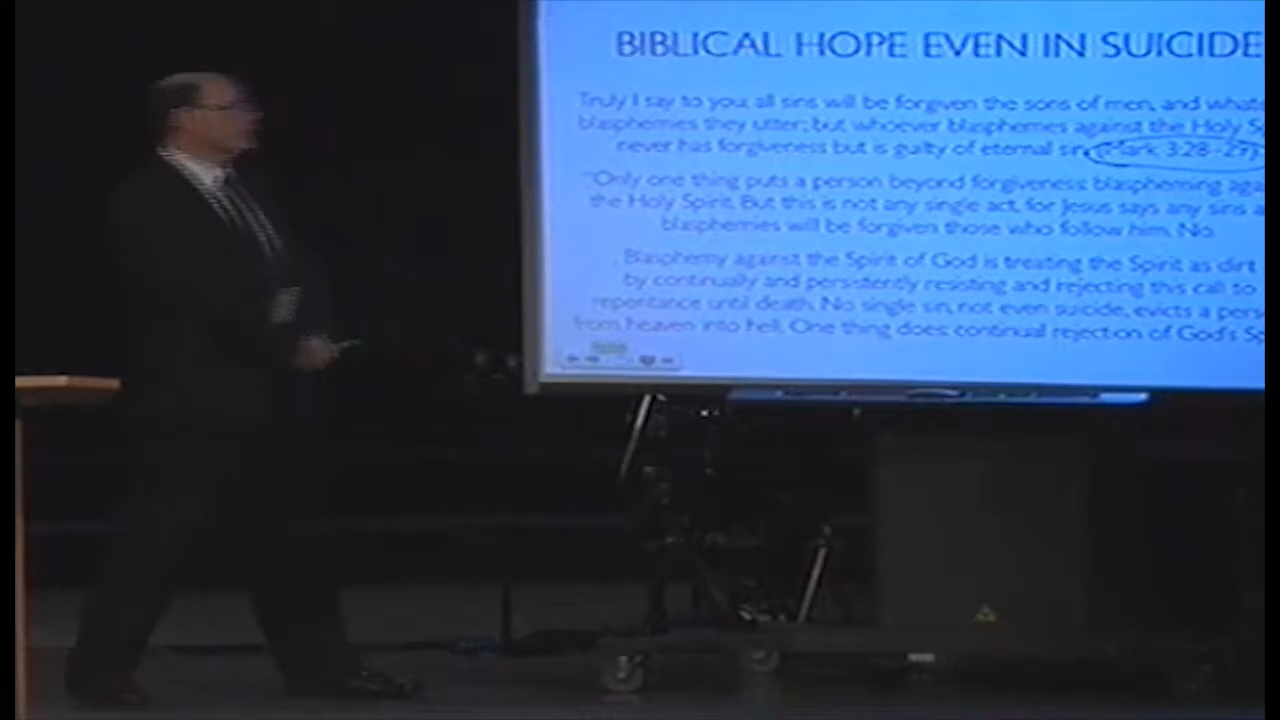 BIBLICAL HOPE EVEN IN SUICIDE
Truly I say to you, all sins will be forgiven the sons of men, and
blasphemies they utter; but whoever blasphemes against the Holy
never has forgiveness but is guilty of eternal sin (Mark 3:28-29).
"Only one thing puts a person beyond forgiveness: blaspheming
the Holy Spirit. But this is not any single act, for Jesus says any sins
blasphemies will be forgiven those who follow him. No.
Blasphemy against the Spirit of God is treating the Spirit as dirt
by continually and persistently resisting and rejecting this call to
repentance until death. No single sin, not even suicide, evicts a
from heaven into hell. One thing does: continual rejection of God's